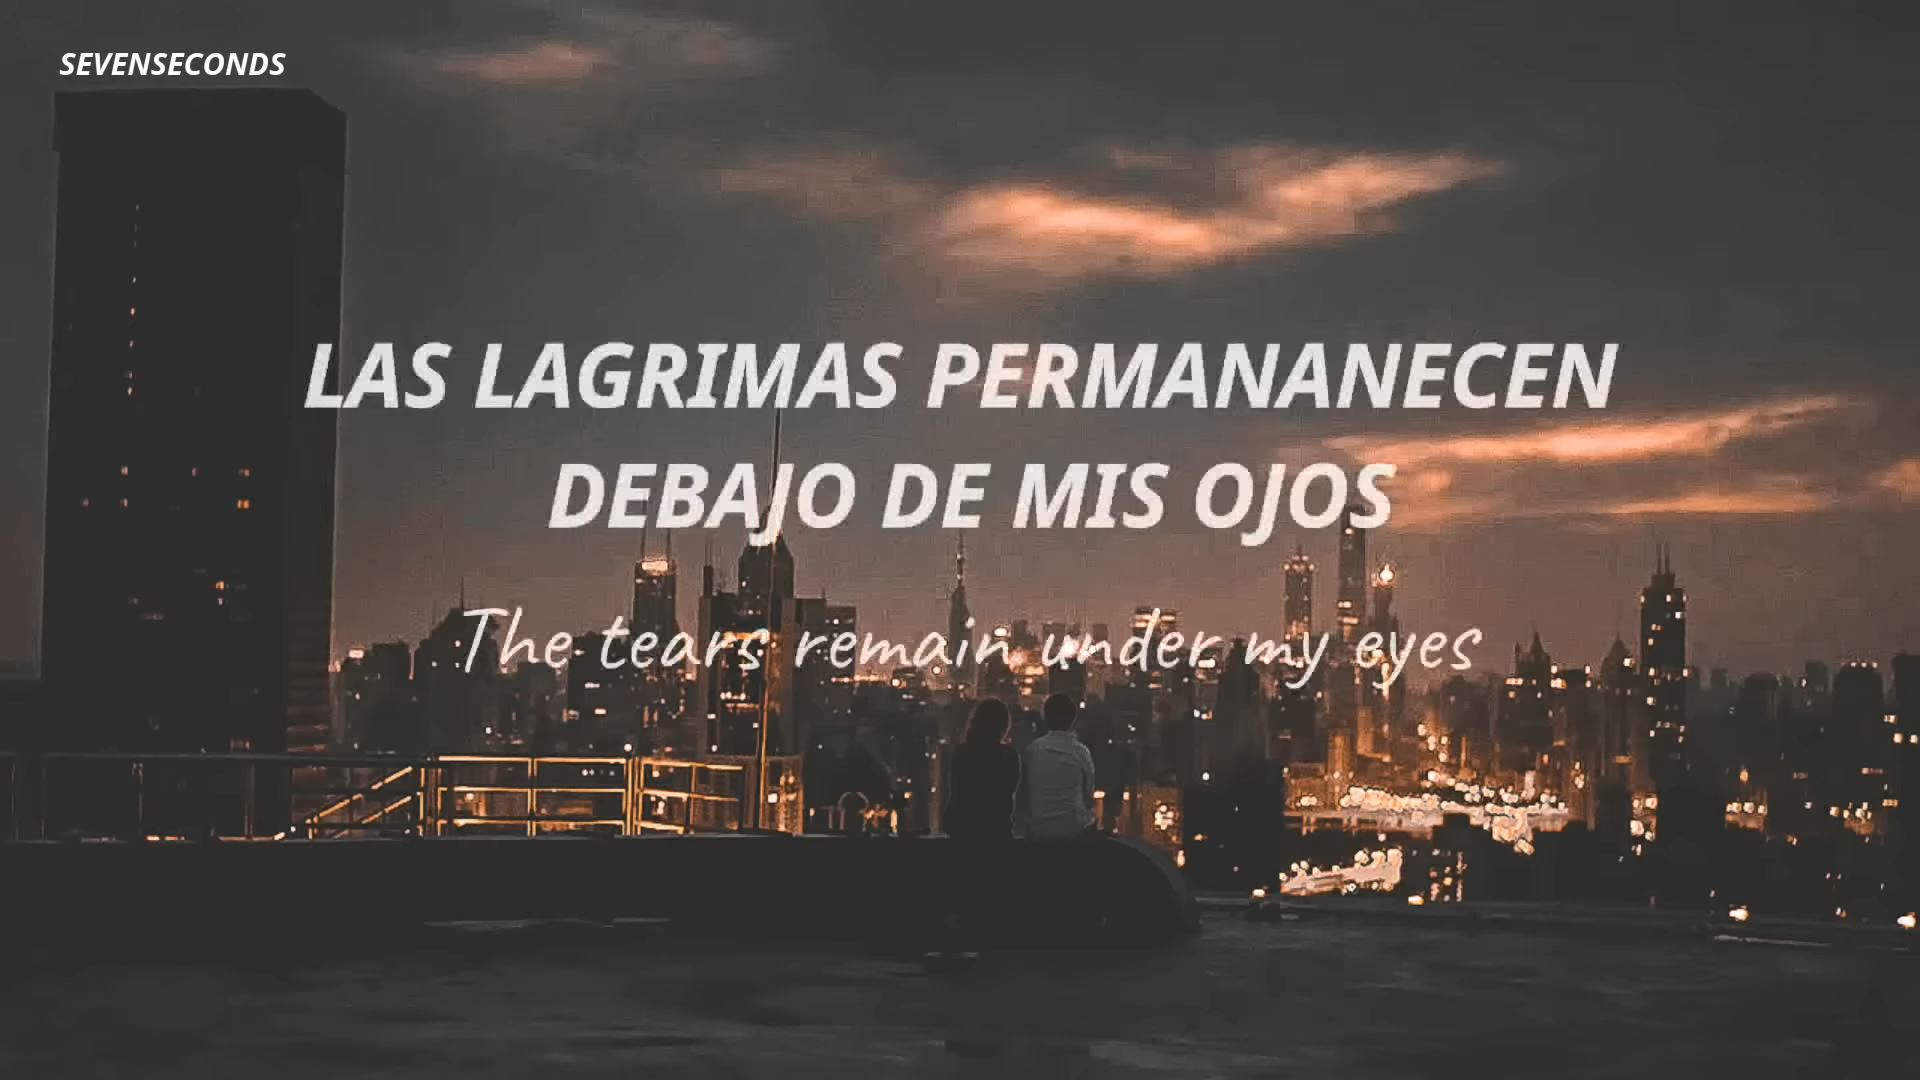 SEVENSECONDS
LAS LAGRIMAS PERMANANECEN
DEBAJO DE MIS OJOS
The tears remain under my eyes